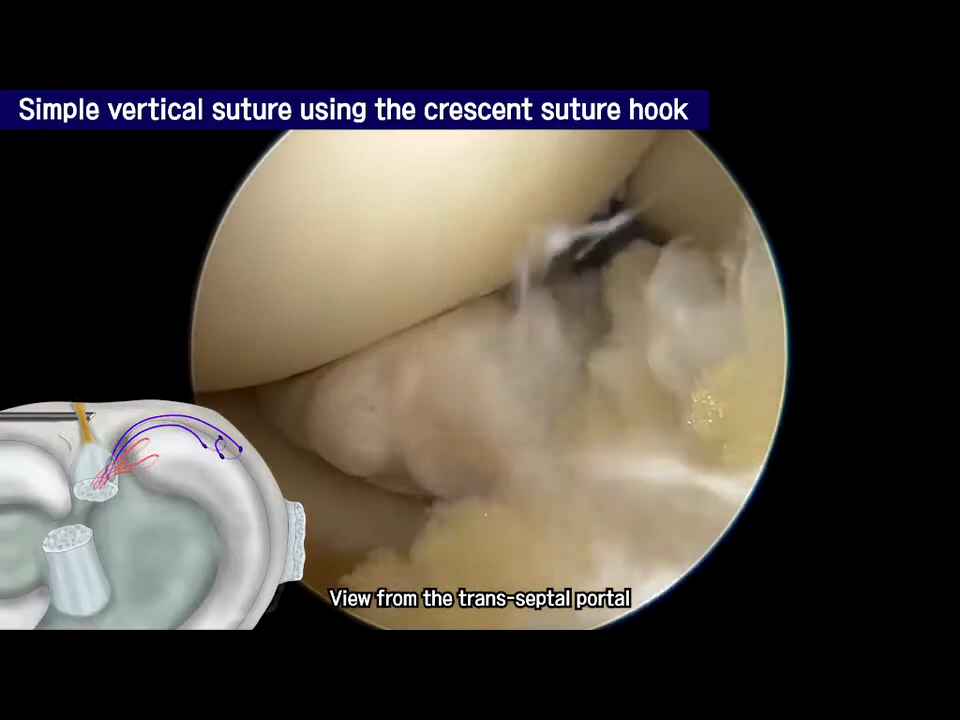 Simple vertical suture using the crescent suture hook
View from the trans-septal portal